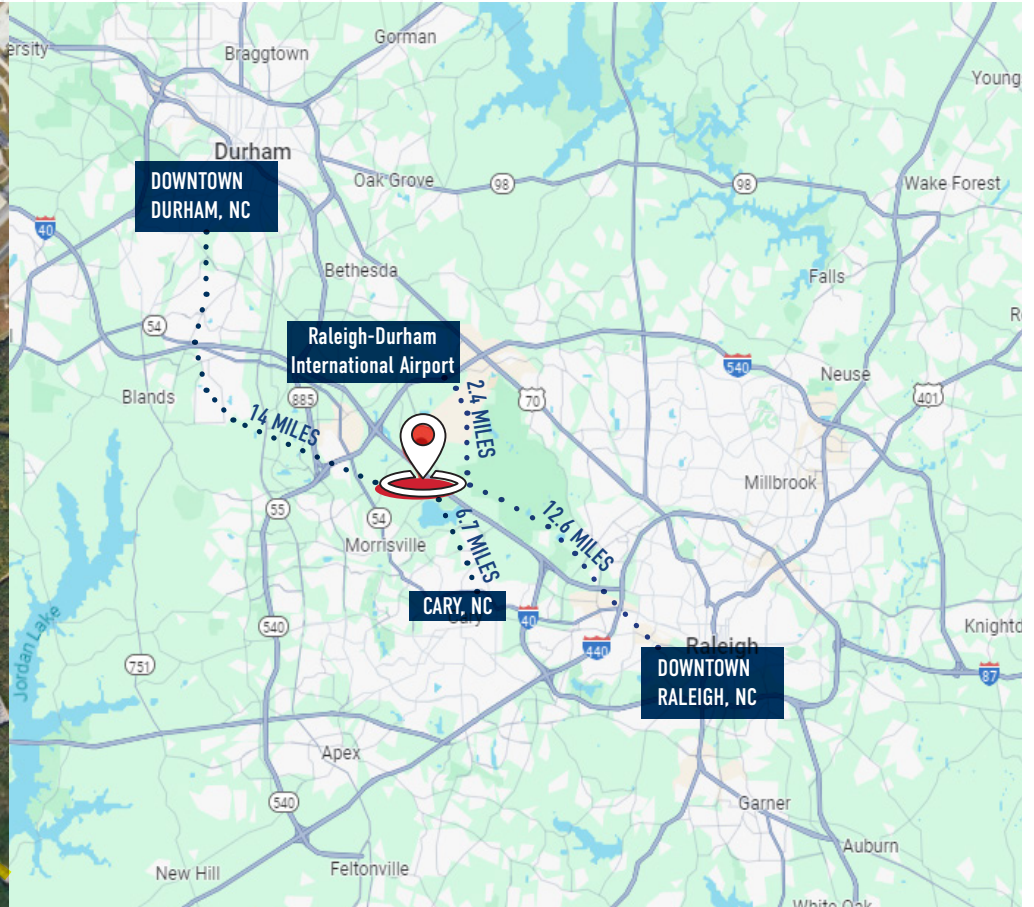 Gorman
ersity
Braggtown
Young
Durham
DOWNTOWN
DURHAM, NC
Oak Grove
98
98
Wake Forest
40
Bethesda
Falls
54
Raleigh-Durham
International Airport
540
Neuse
2.4 MILES
Blands
885
70
401
14 MILES
Millbrook
55
54
12.6 MILES
6.7 MILES
Morrisville
CARY, NC
40
Jordan Lake
540
440
Raleigh
Knightd
751
DOWNTOWN
RALEIGH, NC
87
Apex
540
Garner
Auburn
New Hill
Feltonville
White Oak